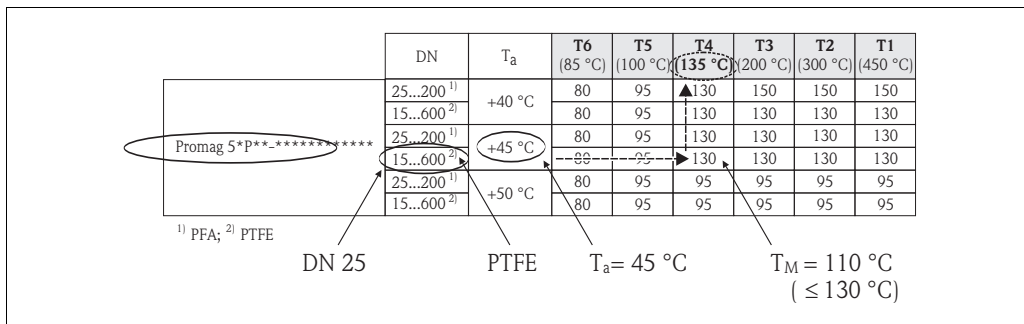 DN Ta T6 T5 T4 T3 T2 T1
(85 °C) (100 °C) (135 °C) (200 °C) (300 °C) (450 °C)
25...200 1) +40 °C 80 95 130 150 150 150
15...600 2) 80 95 130 130 130 130
Promag 5*P**-************ 25...200 1) +45 °C 80 95 130 130 130 130
15...600 2) 80 95 130 130 130 130
25...200 1) +50 °C 80 95 95 95 95 95
15...600 2) 80 95 95 95 95 95
1) PFA; 2) PTFE
DN 25 PTFE Ta= 45 °C TM = 110 °C
( ≤ 130 °C)